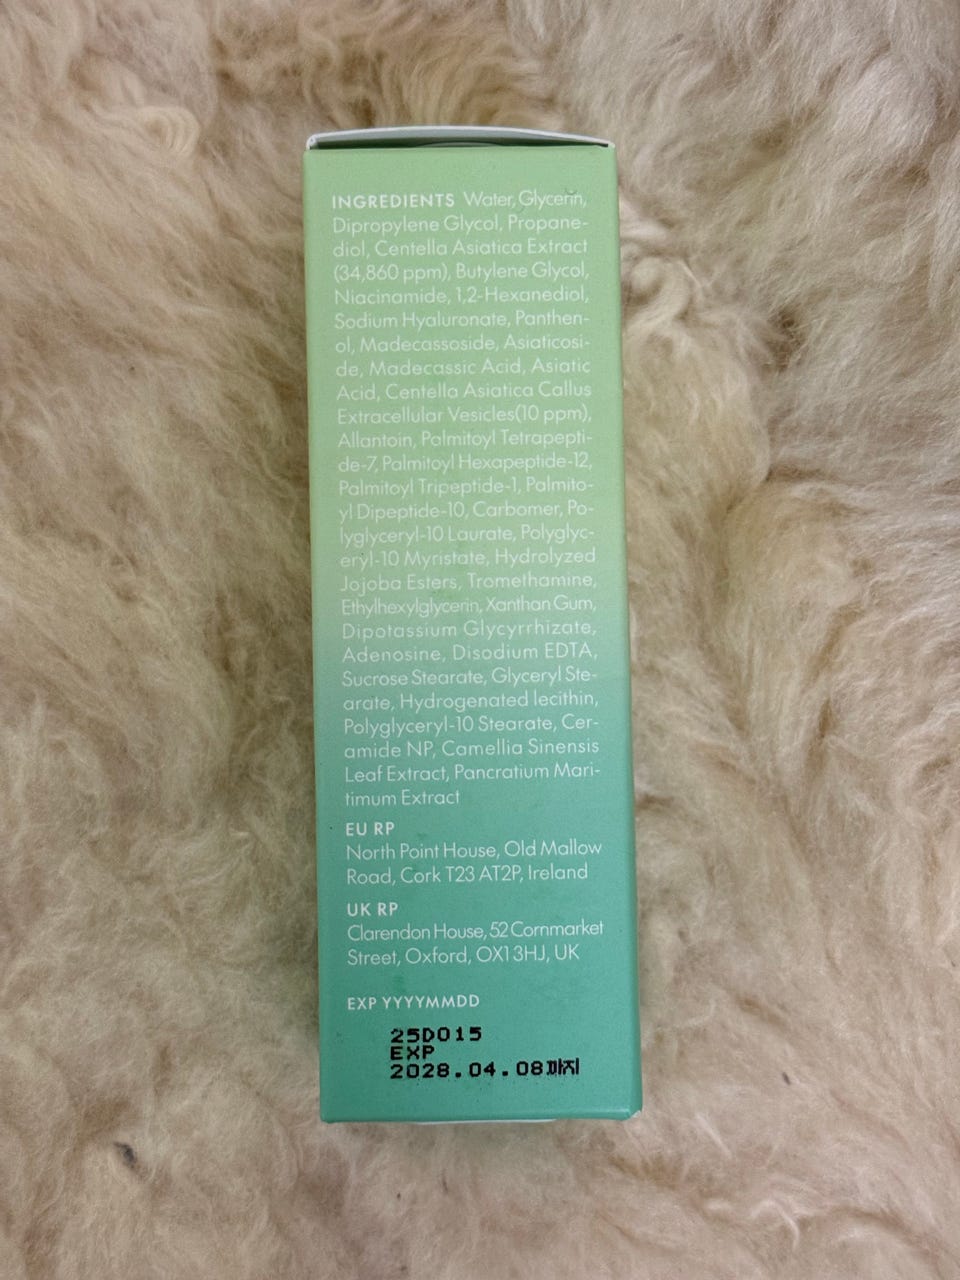 INGREDIENTS Water, Glycerin,
Dipropylene Glycol, Propane-
diol, Centella Asiatica Extract
(34,860 ppm), Butylene Glycol,
Niacinamide, 1,2-Hexanediol,
Sodium Hyaluronate, Panthen-
ol, Madecassoside, Asiaticosi-
de, Madecassic Acid, Asiatic
Acid, Centella Asiatica Callus
Extracellular Vesicles(10 ppm),
Allantoin, Palmitoyl Tetrapepti-
de-7, Palmitoyl Hexapeptide-12,
Palmitoyl Tripeptide-1, Palmito-
yl Dipeptide-10, Carbomer, Po-
lyglyceryl-10 Laurate, Polyglyc-
eryl-10 Myristate, Hydrolyzed
Jojoba Esters, Tromethamine,
Ethylhexylglycerin, Xanthan Gum,
Dipotassium Glycyrrhizate,
Adenosine, Disodium EDTA,
Sucrose Stearate, Glyceryl Ste-
arate, Hydrogenated lecithin,
Polyglyceryl-10 Stearate, Cer-
amide NP, Camellia Sinensis
Leaf Extract, Pancratium Mari-
timum Extract
EU RP
North Point House, Old Mallow
Road, Cork T23 AT2P, Ireland
UK RP
Clarendon House, 52 Cornmarket
Street, Oxford, OX1 3HJ, UK
EXP YYYYMMDD
25D015
EXP
2028.04.08까지